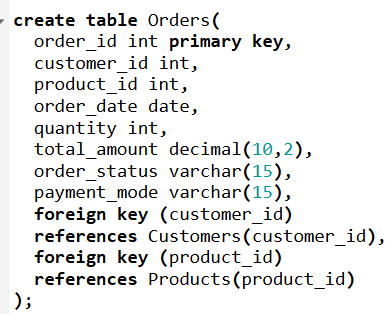 create table Orders(
order_id int primary key,
customer_id int,
product_id int,
order_date date,
quantity int,
total_amount decimal(10,2),
order_status varchar(15),
payment_mode varchar(15),
foreign key (customer_id)
references Customers(customer_id),
foreign key (product_id)
references Products(product_id)
);